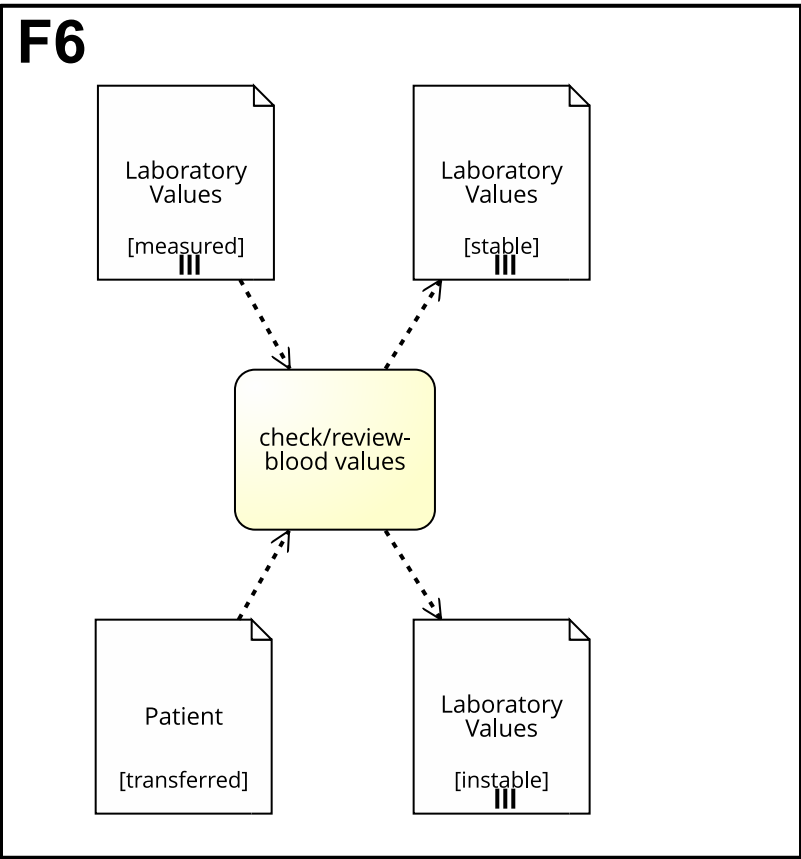 F6
Laboratory
Values
[measured]
Laboratory
Values
[stable]
check/review-
blood values
Patient
[transferred]
Laboratory
Values
[instable]